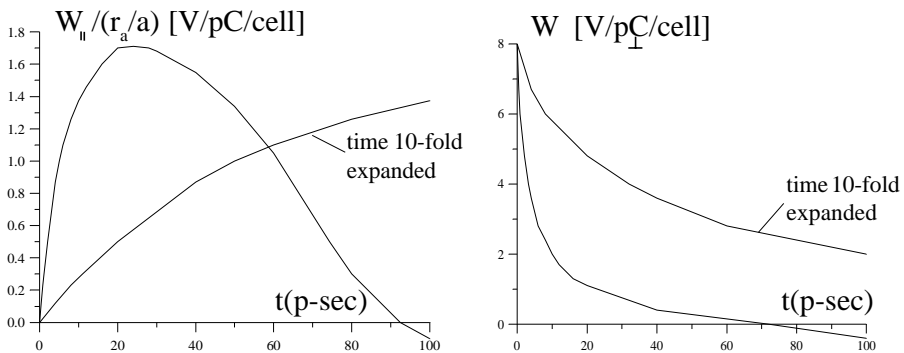 W॥/(rₐ/a) [V/pC/cell]
1.8
1.6
1.4
1.2
1.0
0.8
0.6
0.4
0.2
0.0
time 10-fold
expanded
t(p-sec)
0 20 40 60 80 100
W⊥ [V/pC/cell]
8
6
4
2
0
time 10-fold
expanded
t(p-sec)
0 20 40 60 80 100